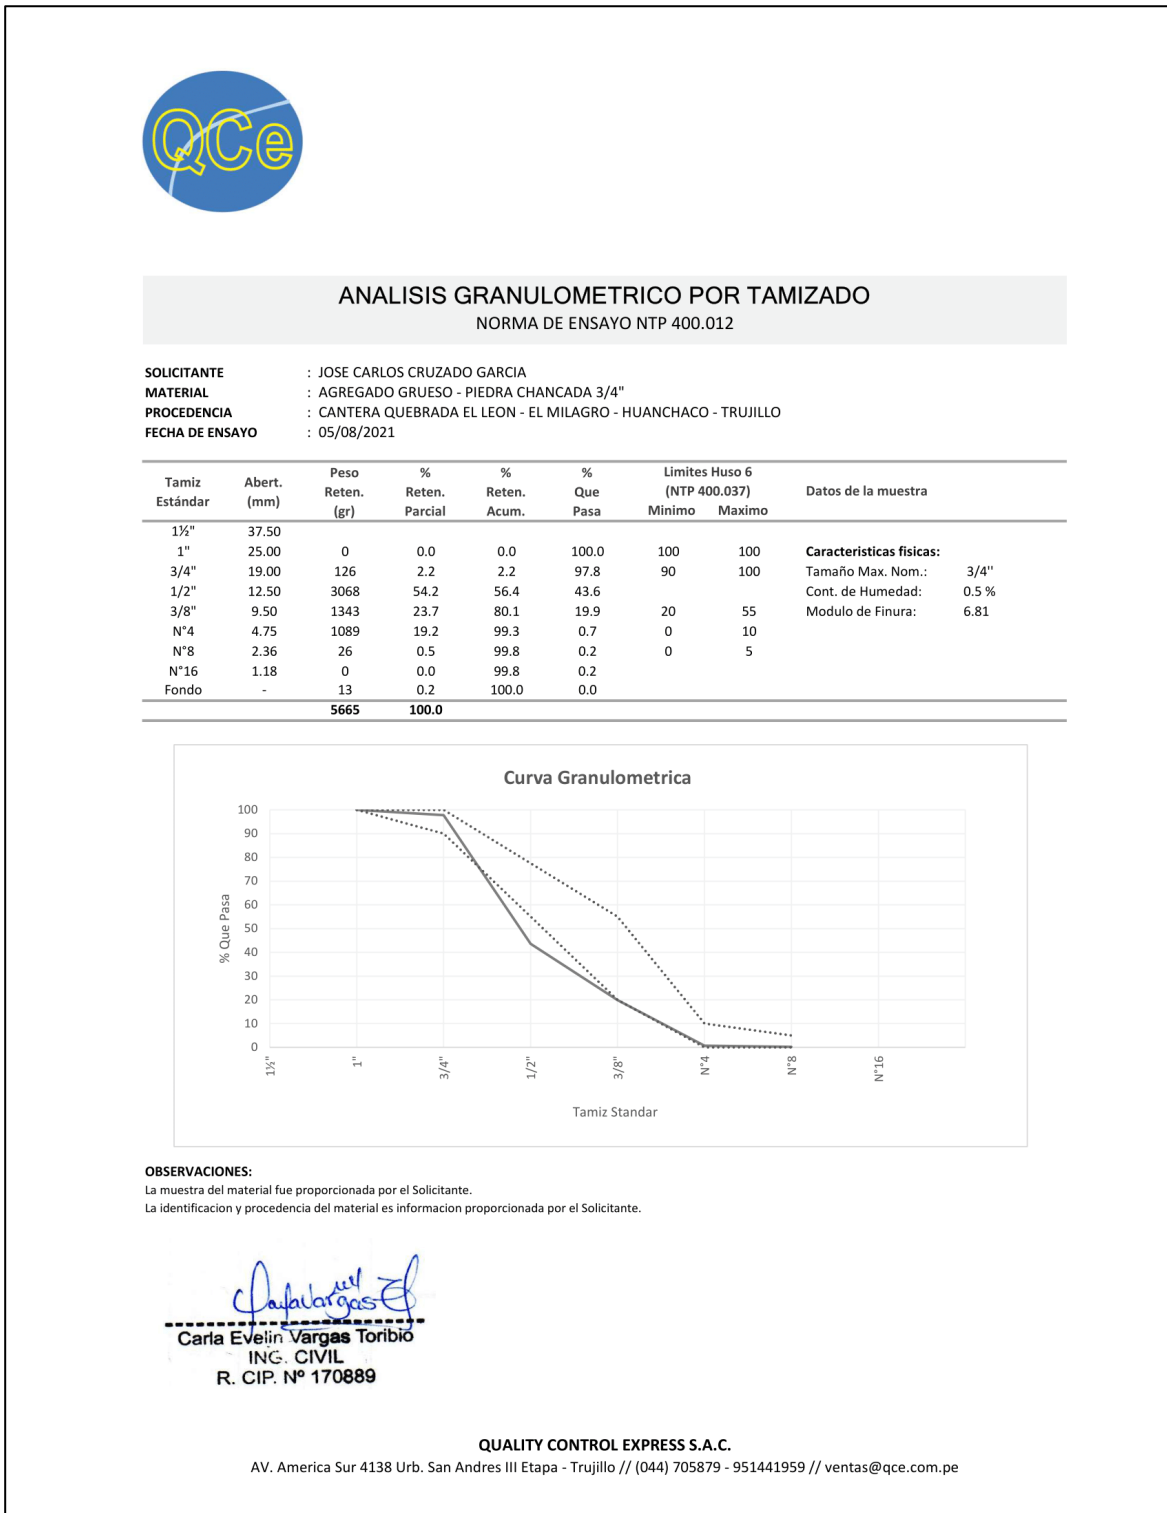 QCe
ANALISIS GRANULOMETRICO POR TAMIZADO
NORMA DE ENSAYO NTP 400.012
SOLICITANTE : JOSE CARLOS CRUZADO GARCIA
MATERIAL : AGREGADO GRUESO - PIEDRA CHANCADA 3/4"
PROCEDENCIA : CANTERA QUEBRADA EL LEON - EL MILAGRO - HUANCHACO - TRUJILLO
FECHA DE ENSAYO : 05/08/2021
Tamiz Estándar Abert. (mm) Peso Reten. (gr) % Reten. Parcial % Reten. Acum. % Que Pasa Limites Huso 6 (NTP 400.037) Minimo Maximo Datos de la muestra
1½" 37.50
1" 25.00 0 0.0 0.0 100.0 100 100 Caracteristicas fisicas:
3/4" 19.00 126 2.2 2.2 97.8 90 100 Tamaño Max. Nom.: 3/4''
1/2" 12.50 3068 54.2 56.4 43.6 Cont. de Humedad: 0.5 %
3/8" 9.50 1343 23.7 80.1 19.9 20 55 Modulo de Finura: 6.81
N°4 4.75 1089 19.2 99.3 0.7 0 10
N°8 2.36 26 0.5 99.8 0.2 0 5
N°16 1.18 0 0.0 99.8 0.2
Fondo - 13 0.2 100.0 0.0
5665 100.0
Curva Granulometrica
% Que Pasa
100
90
80
70
60
50
40
30
20
10
0
1½" 1" 3/4" 1/2" 3/8" N°4 N°8 N°16
Tamiz Standar
OBSERVACIONES:
La muestra del material fue proporcionada por el Solicitante.
La identificacion y procedencia del material es informacion proporcionada por el Solicitante.
Carla Evelin Vargas Toribio
ING. CIVIL
R. CIP. Nº 170889
QUALITY CONTROL EXPRESS S.A.C.
AV. America Sur 4138 Urb. San Andres III Etapa - Trujillo // (044) 705879 - 951441959 // ventas@qce.com.pe